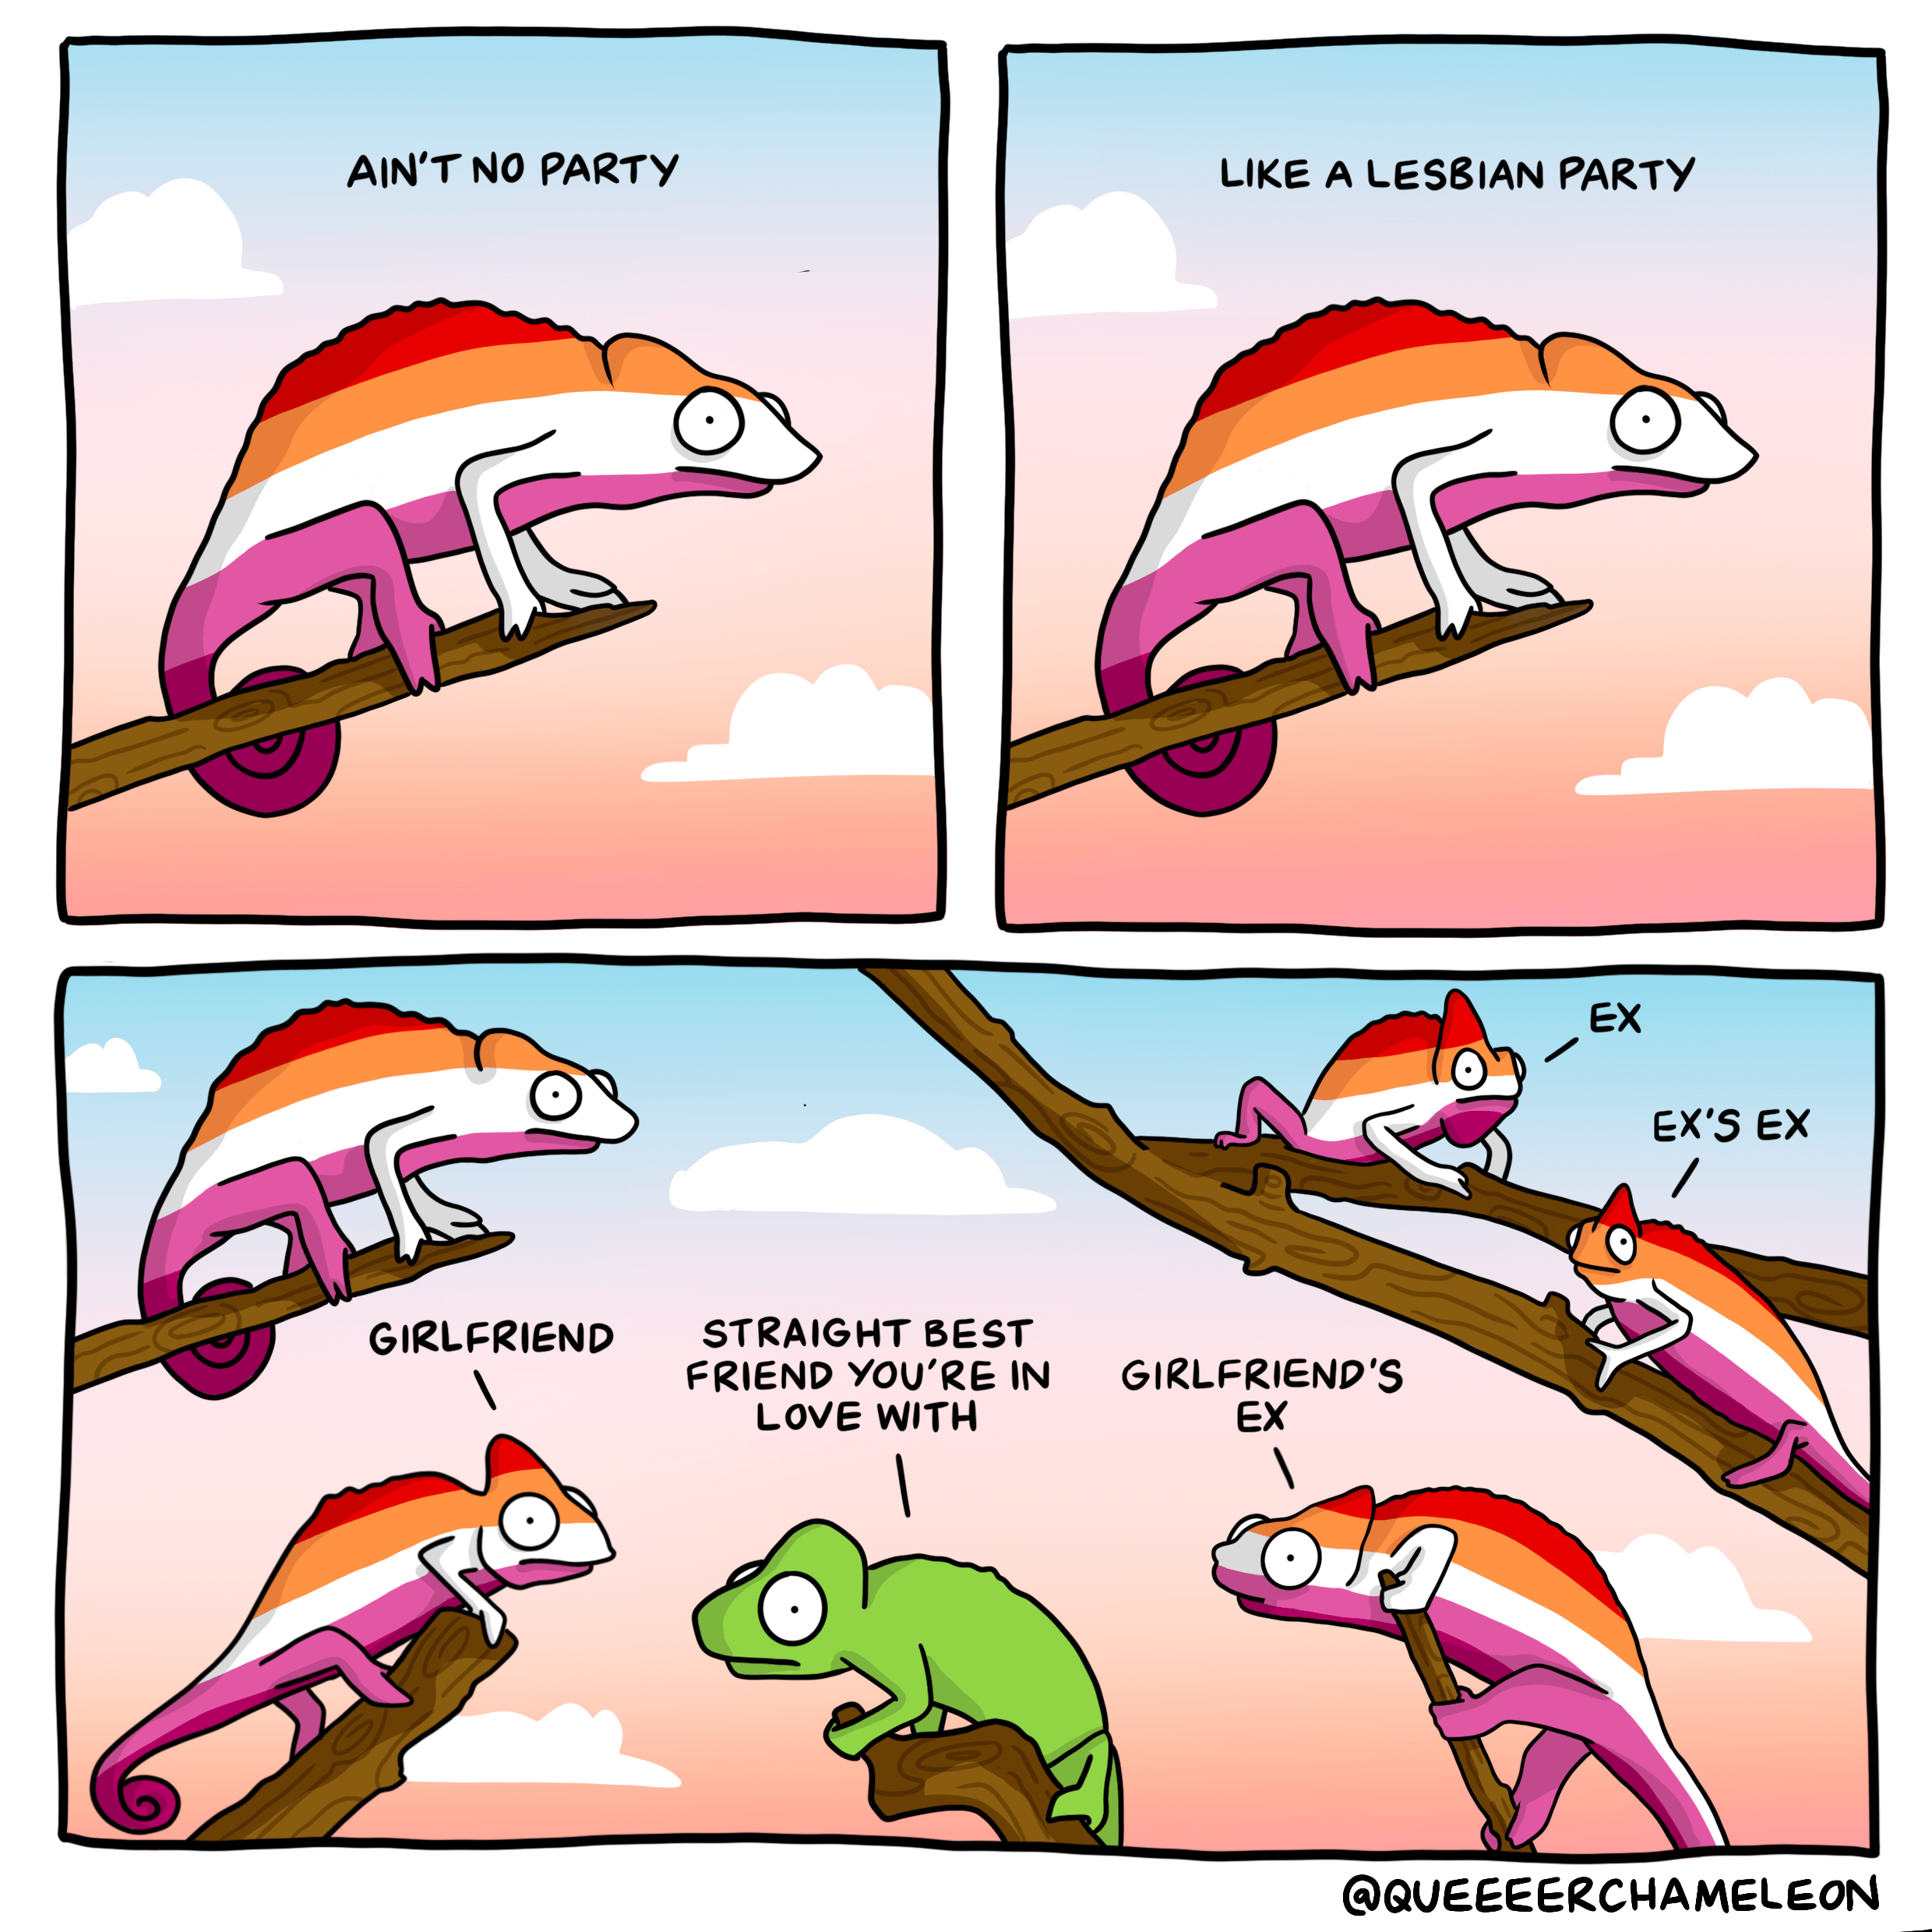 AIN'T NO PARTY
LIKE A LESBIAN PARTY
EX
EX'S EX
GIRLFRIEND
STRAIGHT BEST
FRIEND YOU'RE IN
LOVE WITH
GIRLFRIEND'S
EX
@QUEEEEERCHAMELEON